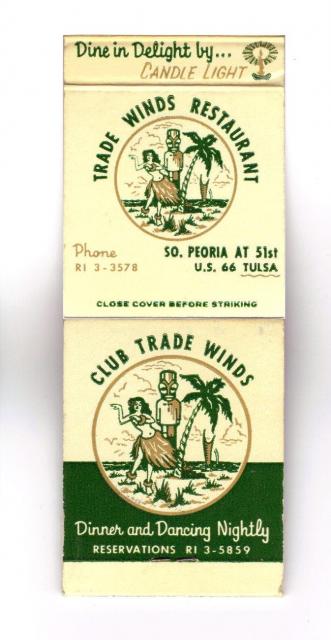 Dine in Delight by...
CANDLE LIGHT
TRADE WINDS RESTAURANT
Phone
RI 3-3578
SO. PEORIA AT 51st
U.S. 66 TULSA
CLOSE COVER BEFORE STRIKING
CLUB TRADE WINDS
Dinner and Dancing Nightly
RESERVATIONS RI 3-5859